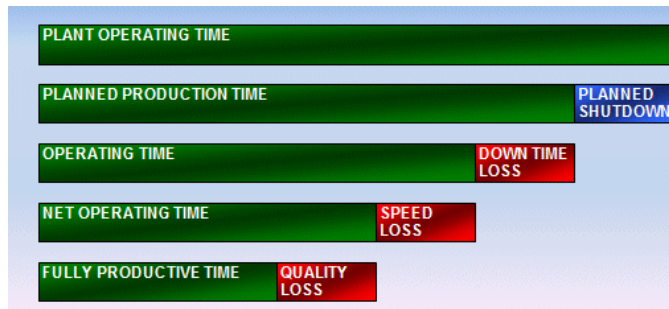 PLANT OPERATING TIME
PLANNED PRODUCTION TIME
PLANNED
SHUTDOWN
OPERATING TIME
DOWN TIME
LOSS
NET OPERATING TIME
SPEED
LOSS
FULLY PRODUCTIVE TIME
QUALITY
LOSS